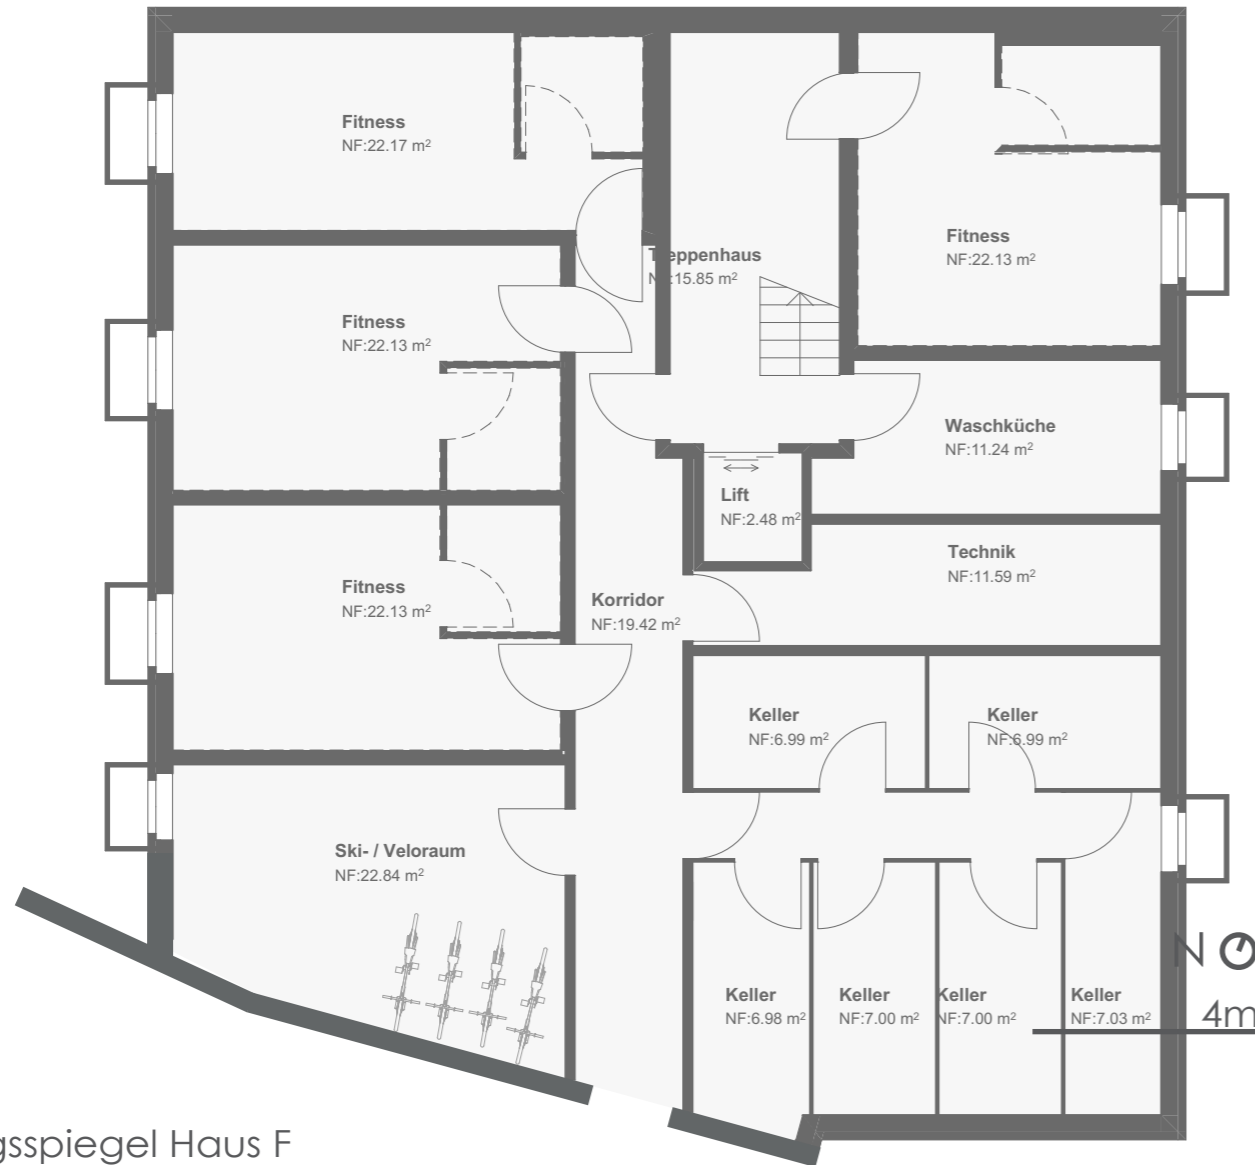 Fitness
NF:22.17 m²
Fitness
NF:22.13 m²
Treppenhaus
NF:15.85 m²
Fitness
NF:22.13 m²
Waschküche
NF:11.24 m²
Lift
NF:2.48 m²
Technik
NF:11.59 m²
Fitness
NF:22.13 m²
Korridor
NF:19.42 m²
Keller
NF:6.99 m²
Keller
NF:6.99 m²
Ski- / Veloraum
NF:22.84 m²
Keller
NF:6.98 m²
Keller
NF:7.00 m²
Keller
NF:7.00 m²
Keller
NF:7.03 m²
N
4m
gsspiegel Haus F